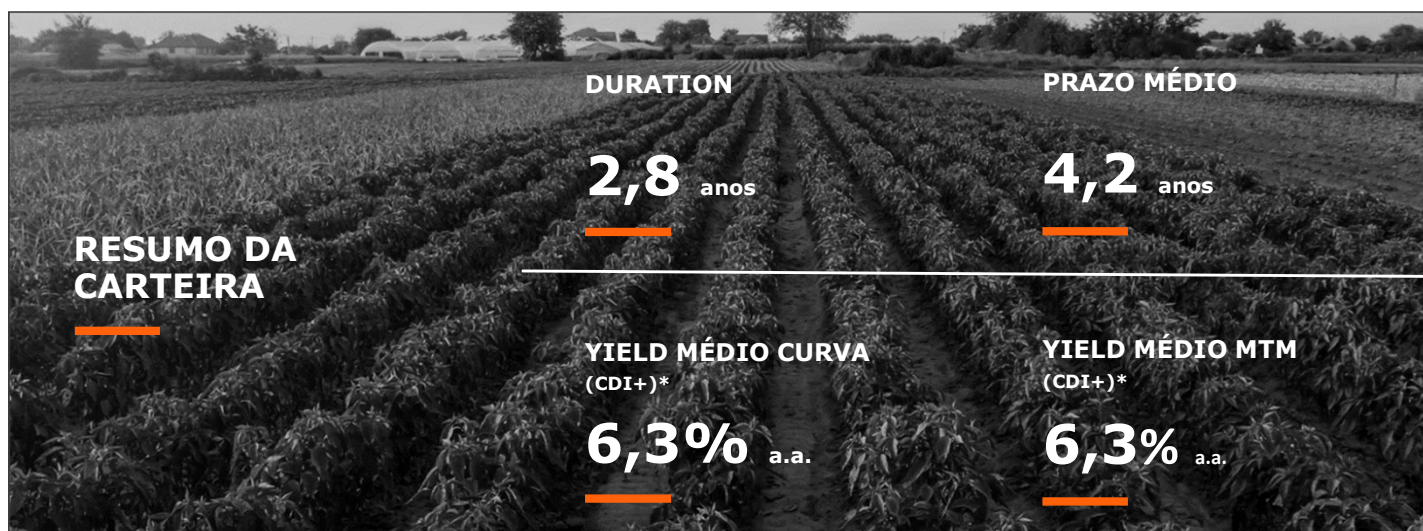 RESUMO DA
CARTEIRA
DURATION
2,8 anos
PRAZO MÉDIO
4,2 anos
YIELD MÉDIO CURVA
(CDI+)*
6,3% a.a.
YIELD MÉDIO MTM
(CDI+)*
6,3% a.a.